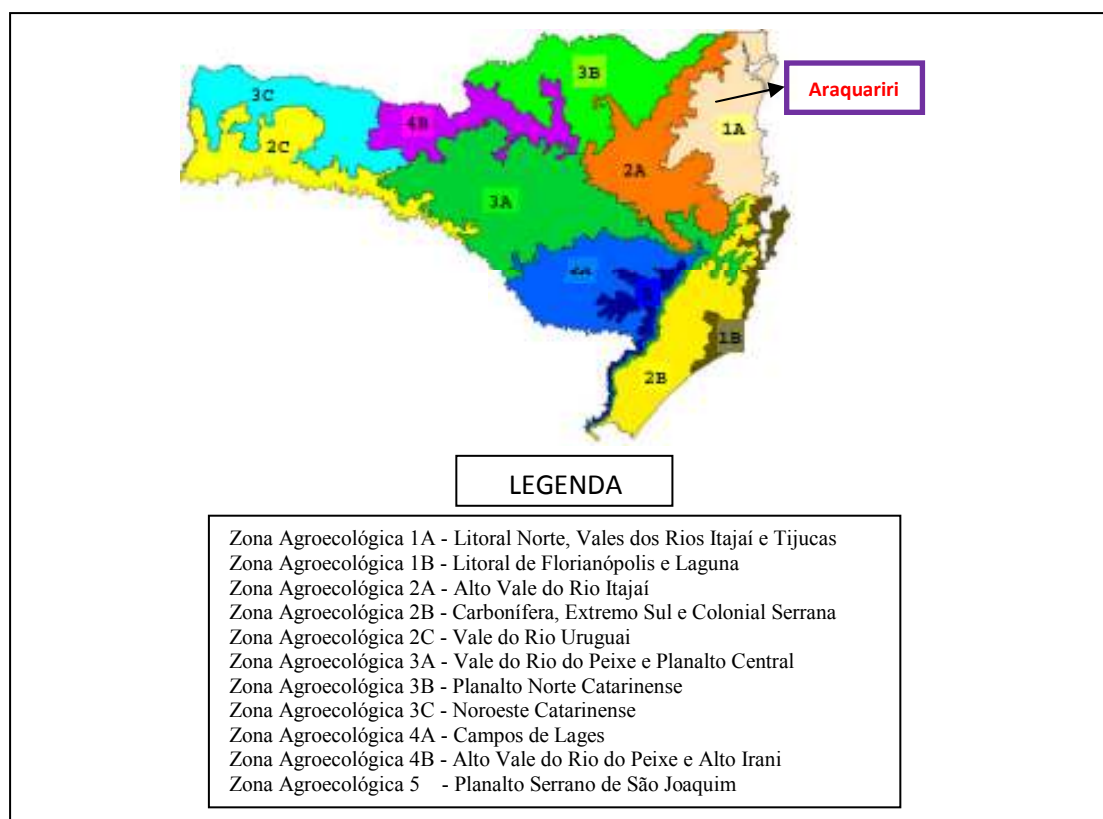 3B
Araquariri
3C
4B
1A
2C
2A
3A
4A
5
1B
2B
LEGENDA
Zona Agroecológica 1A - Litoral Norte, Vales dos Rios Itajaí e Tijucas
Zona Agroecológica 1B - Litoral de Florianópolis e Laguna
Zona Agroecológica 2A - Alto Vale do Rio Itajaí
Zona Agroecológica 2B - Carbonífera, Extremo Sul e Colonial Serrana
Zona Agroecológica 2C - Vale do Rio Uruguai
Zona Agroecológica 3A - Vale do Rio do Peixe e Planalto Central
Zona Agroecológica 3B - Planalto Norte Catarinense
Zona Agroecológica 3C - Noroeste Catarinense
Zona Agroecológica 4A - Campos de Lages
Zona Agroecológica 4B - Alto Vale do Rio do Peixe e Alto Irani
Zona Agroecológica 5 - Planalto Serrano de São Joaquim